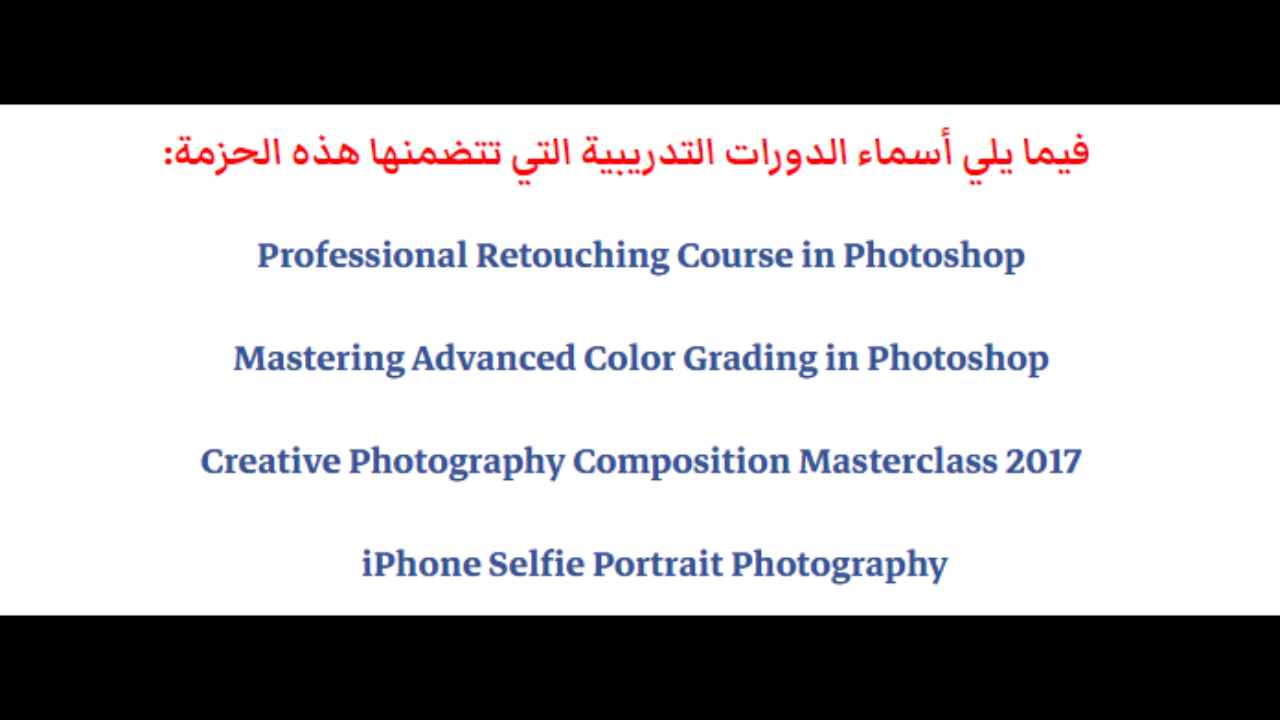 فيما يلي أسماء الدورات التدريبية التي تتضمنها هذه الحزمة:
Professional Retouching Course in Photoshop
Mastering Advanced Color Grading in Photoshop
Creative Photography Composition Masterclass 2017
iPhone Selfie Portrait Photography